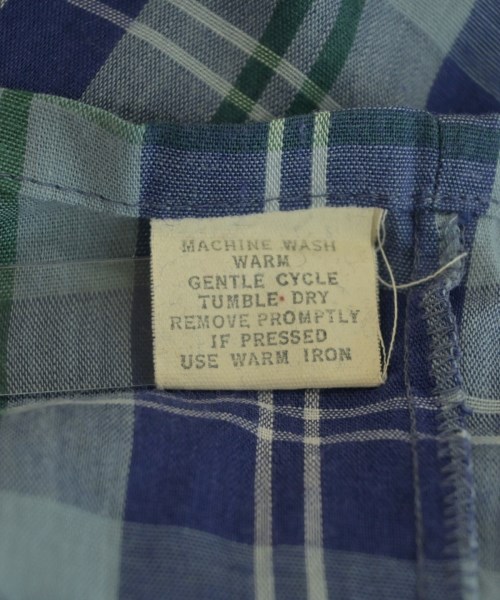 MACHINE WASH
WARM
GENTLE CYCLE
TUMBLE DRY
REMOVE PROMPTLY
IF PRESSED
USE WARM IRON